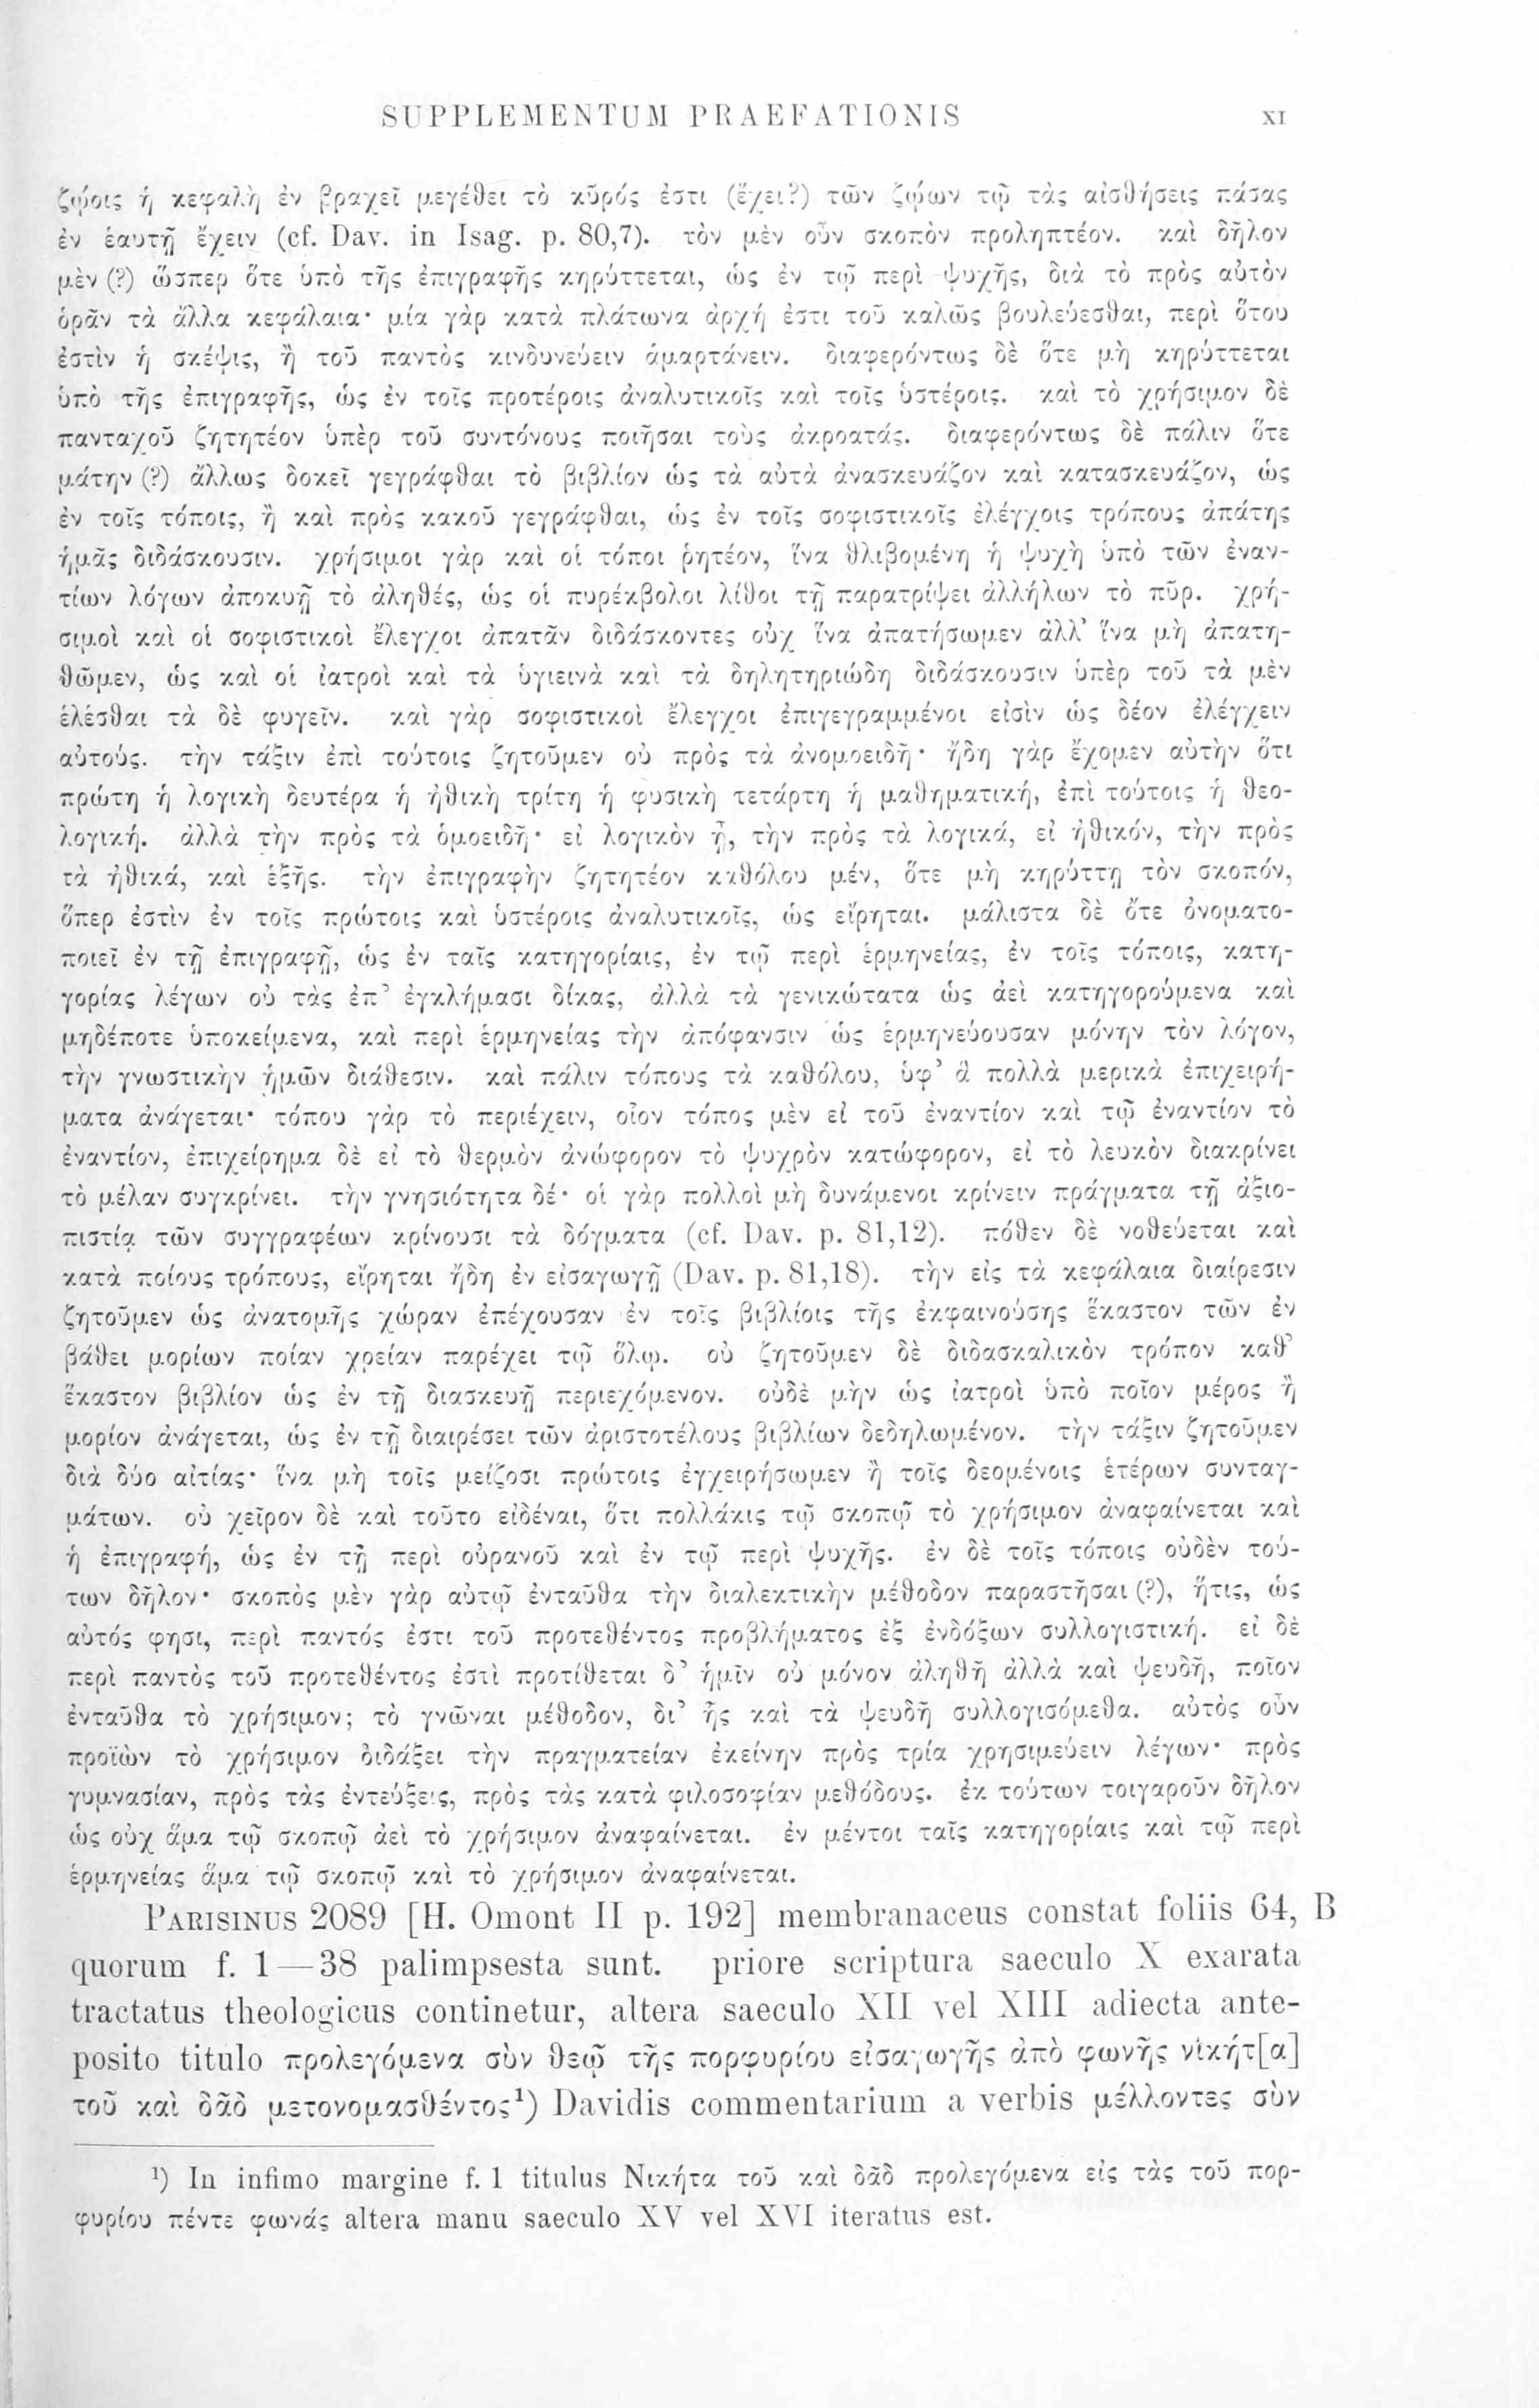 SUPPLEMENTUM PRAEFATIONIS XI
ζῴοις ἡ κεφαλὴ ἐν βραχεῖ μεγέθει τὸ κῦρός ἐστι (ἔχει?) τῶν ζῴων τῷ τὰς αἰσθήσεις πάσας
ἐν ἑαυτῇ ἔχειν (cf. Dav. in Isag. p. 80,7). τὸν μὲν οὖν σκοπὸν προληπτέον. καὶ δῆλον
μὲν (?) ὥσπερ ὅτε ὑπὸ τῆς ἐπιγραφῆς κηρύττεται, ὡς ἐν τῷ περὶ ψυχῆς, διὰ τὸ πρὸς αὐτὸν
ὁρᾶν τὰ ἄλλα κεφάλαια· μία γὰρ κατὰ πλάτωνα ἀρχή ἐστι τοῦ καλῶς βουλεύεσθαι, περὶ ὅτου
ἐστὶν ἡ σκέψις, ἢ τοῦ παντὸς κινδυνεύειν ἁμαρτάνειν. διαφερόντως δὲ ὅτε μὴ κηρύττεται
ὑπὸ τῆς ἐπιγραφῆς, ὡς ἐν τοῖς προτέροις ἀναλυτικοῖς καὶ τοῖς ὑστέροις. καὶ τὸ χρήσιμον δὲ
πανταχοῦ ζητητέον ὑπὲρ τοῦ συντόνους ποιῆσαι τοὺς ἀκροατάς. διαφερόντως δὲ πάλιν ὅτε
μάτην (?) ἄλλως δοκεῖ γεγράφθαι τὸ βιβλίον ὡς τὰ αὐτὰ ἀνασκευάζον καὶ κατασκευάζον, ὡς
ἐν τοῖς τόποις, ἢ καὶ πρὸς κακοῦ γεγράφθαι, ὡς ἐν τοῖς σοφιστικοῖς ἐλέγχοις τρόπους ἀπάτης
ἡμᾶς διδάσκουσιν. χρήσιμοι γὰρ καὶ οἱ τόποι ῥητέον, ἵνα θλιβομένη ἡ ψυχὴ ὑπὸ τῶν ἐναν-
τίων λόγων ἀποκυῇ τὸ ἀληθές, ὡς οἱ πυρέκβολοι λίθοι τῇ παρατρίψει ἀλλήλων τὸ πῦρ. χρή-
σιμοὶ καὶ οἱ σοφιστικοὶ ἔλεγχοι ἀπατᾶν διδάσκοντες οὐχ ἵνα ἀπατήσωμεν ἀλλ’ ἵνα μὴ ἀπατη-
θῶμεν, ὡς καὶ οἱ ἰατροὶ καὶ τὰ ὑγιεινὰ καὶ τὰ δηλητηριώδη διδάσκουσιν ὑπὲρ τοῦ τὰ μὲν
ἑλέσθαι τὰ δὲ φυγεῖν. καὶ γὰρ σοφιστικοὶ ἔλεγχοι ἐπιγεγραμμένοι εἰσὶν ὡς δέον ἐλέγχειν
αὐτούς. τὴν τάξιν ἐπὶ τούτοις ζητοῦμεν οὐ πρὸς τὰ ἀνομοειδῆ· ἤδη γὰρ ἔχομεν αὐτὴν ὅτι
πρώτη ἡ λογικὴ δευτέρα ἡ ἠθικὴ τρίτη ἡ φυσικὴ τετάρτη ἡ μαθηματική, ἐπὶ τούτοις ἡ θεο-
λογική. ἀλλὰ τὴν πρὸς τὰ ὁμοειδῆ· εἰ λογικὸν ᾖ, τὴν πρὸς τὰ λογικά, εἰ ἠθικόν, τὴν πρὸς
τὰ ἠθικά, καὶ ἑξῆς. τὴν ἐπιγραφὴν ζητητέον καθόλου μέν, ὅτε μὴ κηρύττῃ τὸν σκοπόν,
ὅπερ ἐστὶν ἐν τοῖς πρώτοις καὶ ὑστέροις ἀναλυτικοῖς, ὡς εἴρηται. μάλιστα δὲ ὅτε ὀνοματο-
ποιεῖ ἐν τῇ ἐπιγραφῇ, ὡς ἐν ταῖς κατηγορίαις, ἐν τῷ περὶ ἑρμηνείας, ἐν τοῖς τόποις, κατη-
γορίας λέγων οὐ τὰς ἐπ’ ἐγκλήμασι δίκας, ἀλλὰ τὰ γενικώτατα ὡς ἀεὶ κατηγορούμενα καὶ
μηδέποτε ὑποκείμενα, καὶ περὶ ἑρμηνείας τὴν ἀπόφανσιν ὡς ἑρμηνεύουσαν μόνην τὸν λόγον,
τὴν γνωστικὴν ἡμῶν διάθεσιν. καὶ πάλιν τόπους τὰ καθόλου, ὑφ’ ἃ πολλὰ μερικὰ ἐπιχειρή-
ματα ἀνάγεται· τόπου γὰρ τὸ περιέχειν, οἷον τόπος μὲν εἰ τοῦ ἐναντίον καὶ τῷ ἐναντίον τὸ
ἐναντίον, ἐπιχείρημα δὲ εἰ τὸ θερμὸν ἀνώφορον τὸ ψυχρὸν κατώφορον, εἰ τὸ λευκὸν διακρίνει
τὸ μέλαν συγκρίνει. τὴν γνησιότητα δέ· οἱ γὰρ πολλοὶ μὴ δυνάμενοι κρίνειν πράγματα τῇ ἀξιο-
πιστίᾳ τῶν συγγραφέων κρίνουσι τὰ δόγματα (cf. Dav. p. 81,12). πόθεν δὲ νοθεύεται καὶ
κατὰ ποίους τρόπους, εἴρηται ἤδη ἐν εἰσαγωγῇ (Dav. p. 81,18). τὴν εἰς τὰ κεφάλαια διαίρεσιν
ζητοῦμεν ὡς ἀνατομῆς χώραν ἐπέχουσαν ἐν τοῖς βιβλίοις τῆς ἐκφαινούσης ἕκαστον τῶν ἐν
βάθει μορίων ποίαν χρείαν παρέχει τῷ ὅλῳ. οὐ ζητοῦμεν δὲ διδασκαλικὸν τρόπον καθ’
ἕκαστον βιβλίον ὡς ἐν τῇ διασκευῇ περιεχόμενον. οὐδὲ μὴν ὡς ἰατροὶ ὑπὸ ποῖον μέρος ἢ
μορίον ἀνάγεται, ὡς ἐν τῇ διαιρέσει τῶν ἀριστοτέλους βιβλίων δεδηλωμένον. τὴν τάξιν ζητοῦμεν
διὰ δύο αἰτίας· ἵνα μὴ τοῖς μείζοσι πρώτοις ἐγχειρήσωμεν ἢ τοῖς δεομένοις ἑτέρων συνταγ-
μάτων. οὐ χεῖρον δὲ καὶ τοῦτο εἰδέναι, ὅτι πολλάκις τῷ σκοπῷ τὸ χρήσιμον ἀναφαίνεται καὶ
ἡ ἐπιγραφή, ὡς ἐν τῇ περὶ οὐρανοῦ καὶ ἐν τῷ περὶ ψυχῆς. ἐν δὲ τοῖς τόποις οὐδὲν τού-
των δῆλον· σκοπὸς μὲν γὰρ αὐτῷ ἐνταῦθα τὴν διαλεκτικὴν μέθοδον παραστῆσαι (?), ἥτις, ὡς
αὐτός φησι, περὶ παντός ἐστι τοῦ προτεθέντος προβλήματος ἐξ ἐνδόξων συλλογιστική. εἰ δὲ
περὶ παντὸς τοῦ προτεθέντος ἐστὶ προτίθεται δ’ ἡμῖν οὐ μόνον ἀληθῆ ἀλλὰ καὶ ψευδῆ, ποῖον
ἐνταῦθα τὸ χρήσιμον; τὸ γνῶναι μέθοδον, δι’ ἧς καὶ τὰ ψευδῆ συλλογισόμεθα. αὐτὸς οὖν
προϊὼν τὸ χρήσιμον διδάξει τὴν πραγματείαν ἐκείνην πρὸς τρία χρησιμεύειν λέγων· πρὸς
γυμνασίαν, πρὸς τὰς ἐντεύξεις, πρὸς τὰς κατὰ φιλοσοφίαν μεθόδους. ἐκ τούτων τοιγαροῦν δῆλον
ὡς οὐχ ἅμα τῷ σκοπῷ ἀεὶ τὸ χρήσιμον ἀναφαίνεται. ἐν μέντοι ταῖς κατηγορίαις καὶ τῷ περὶ
ἑρμηνείας ἅμα τῷ σκοπῷ καὶ τὸ χρήσιμον ἀναφαίνεται.
PARISINUS 2089 [H. Omont II p. 192] membranaceus constat foliis 64, B
quorum f. 1—38 palimpsesta sunt. priore scriptura saeculo X exarata
tractatus theologicus continetur, altera saeculo XII vel XIII adiecta ante-
posito titulo προλεγόμενα σὺν θεῷ τῆς πορφυρίου εἰσαγωγῆς ἀπὸ φωνῆς νικήτ[α]
τοῦ καὶ δᾶδ μετονομασθέντος¹) Davidis commentarium a verbis μέλλοντες σὺν
¹) In infimo margine f. 1 titulus Νικήτα τοῦ καὶ δᾶδ προλεγόμενα εἰς τὰς τοῦ πορ-
φυρίου πέντε φωνάς altera manu saeculo XV vel XVI iteratus est.